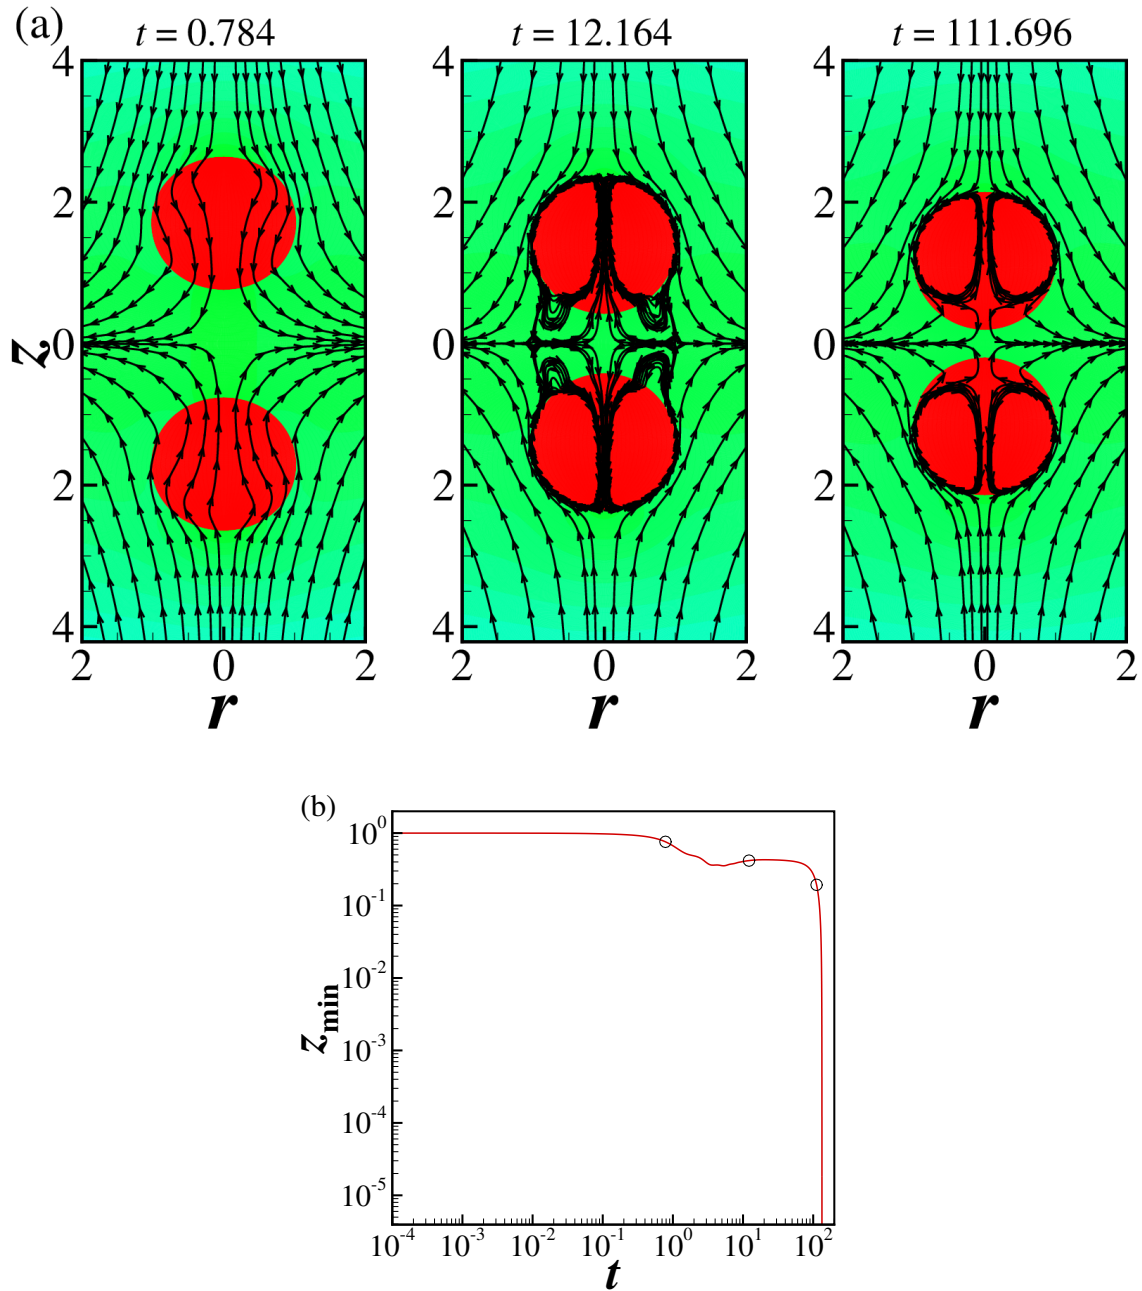 (a)
t = 0.784 t = 12.164 t = 111.696
4 4 4
2 2 2
z 0 0 0
2 2 2
4 4 4
2 0 2 2 0 2 2 0 2
r r r
(b)
10^0
10^-1
10^-2
z_min
10^-3
10^-4
10^-5
10^-4 10^-3 10^-2 10^-1 10^0 10^1 10^2
t